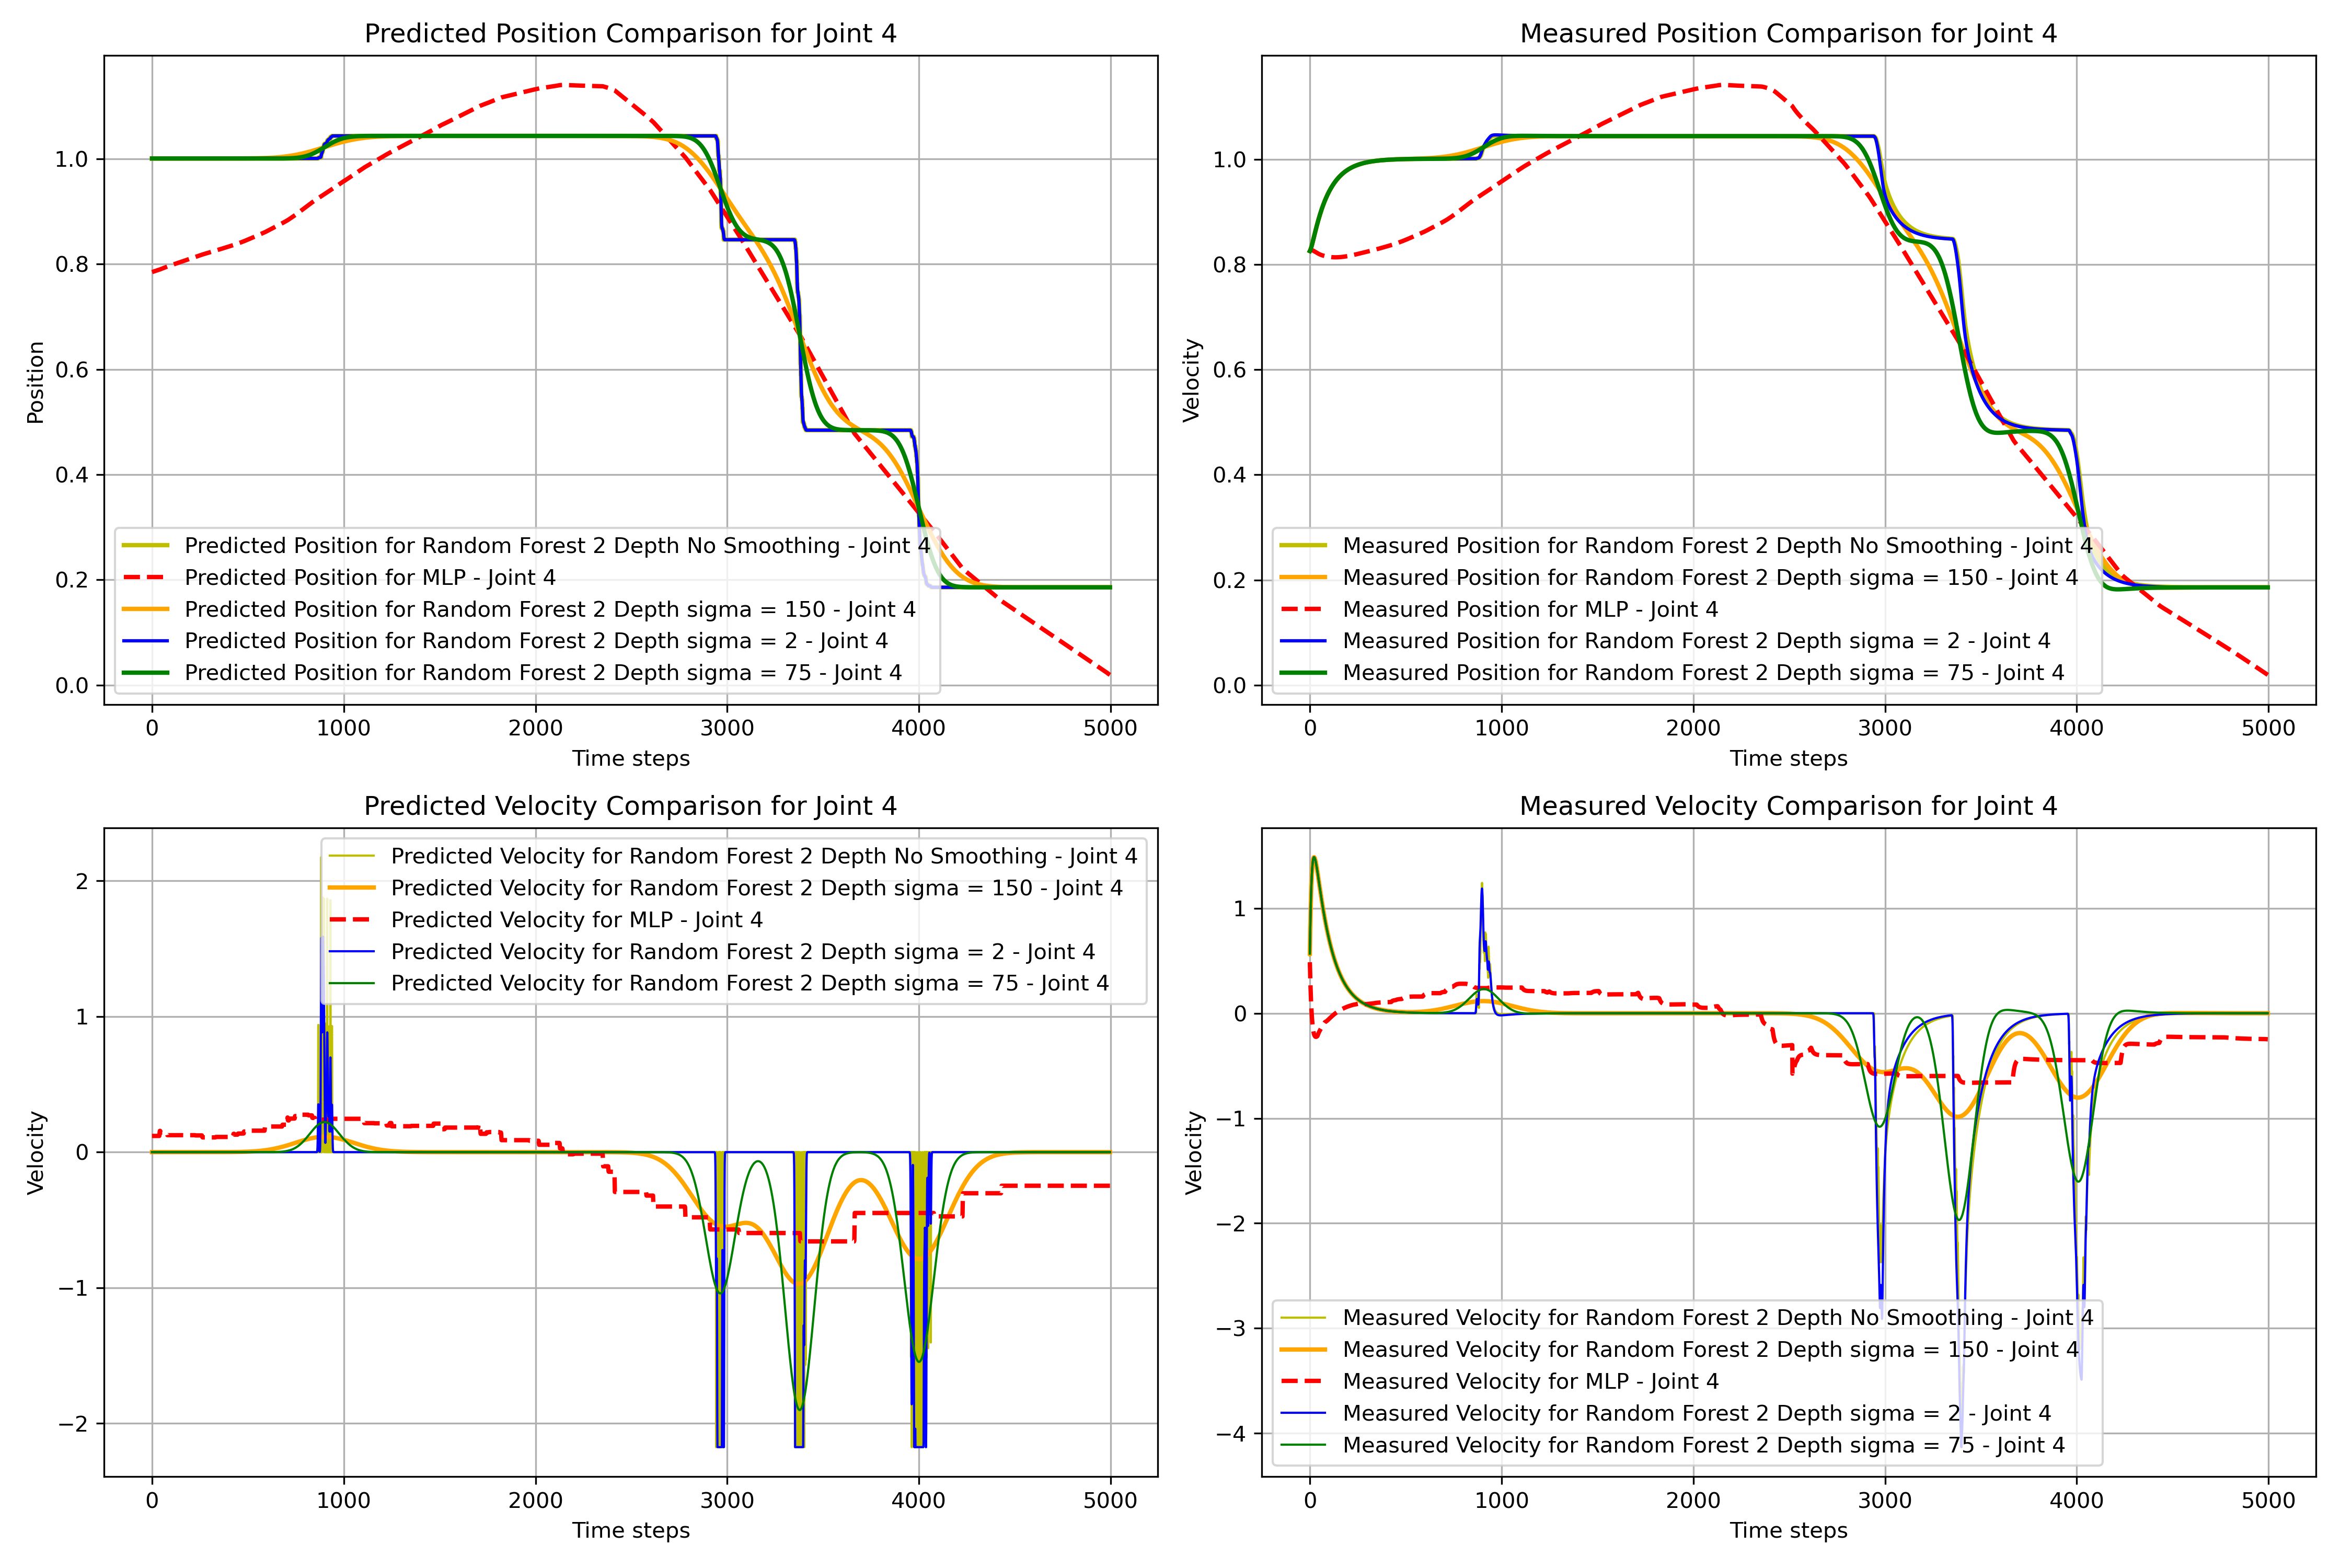 Predicted Position Comparison for Joint 4
Position
1.0
0.8
0.6
0.4
0.2
0.0
Predicted Position for Random Forest 2 Depth No Smoothing - Joint 4
Predicted Position for MLP - Joint 4
Predicted Position for Random Forest 2 Depth sigma = 150 - Joint 4
Predicted Position for Random Forest 2 Depth sigma = 2 - Joint 4
Predicted Position for Random Forest 2 Depth sigma = 75 - Joint 4
0 1000 2000 3000 4000 5000
Time steps
Measured Position Comparison for Joint 4
Velocity
1.0
0.8
0.6
0.4
0.2
0.0
Measured Position for Random Forest 2 Depth No Smoothing - Joint 4
Measured Position for Random Forest 2 Depth sigma = 150 - Joint 4
Measured Position for MLP - Joint 4
Measured Position for Random Forest 2 Depth sigma = 2 - Joint 4
Measured Position for Random Forest 2 Depth sigma = 75 - Joint 4
0 1000 2000 3000 4000 5000
Time steps
Predicted Velocity Comparison for Joint 4
Velocity
2
1
0
−1
−2
Predicted Velocity for Random Forest 2 Depth No Smoothing - Joint 4
Predicted Velocity for Random Forest 2 Depth sigma = 150 - Joint 4
Predicted Velocity for MLP - Joint 4
Predicted Velocity for Random Forest 2 Depth sigma = 2 - Joint 4
Predicted Velocity for Random Forest 2 Depth sigma = 75 - Joint 4
0 1000 2000 3000 4000 5000
Time steps
Measured Velocity Comparison for Joint 4
Velocity
1
0
−1
−2
−3
−4
Measured Velocity for Random Forest 2 Depth No Smoothing - Joint 4
Measured Velocity for Random Forest 2 Depth sigma = 150 - Joint 4
Measured Velocity for MLP - Joint 4
Measured Velocity for Random Forest 2 Depth sigma = 2 - Joint 4
Measured Velocity for Random Forest 2 Depth sigma = 75 - Joint 4
0 1000 2000 3000 4000 5000
Time steps